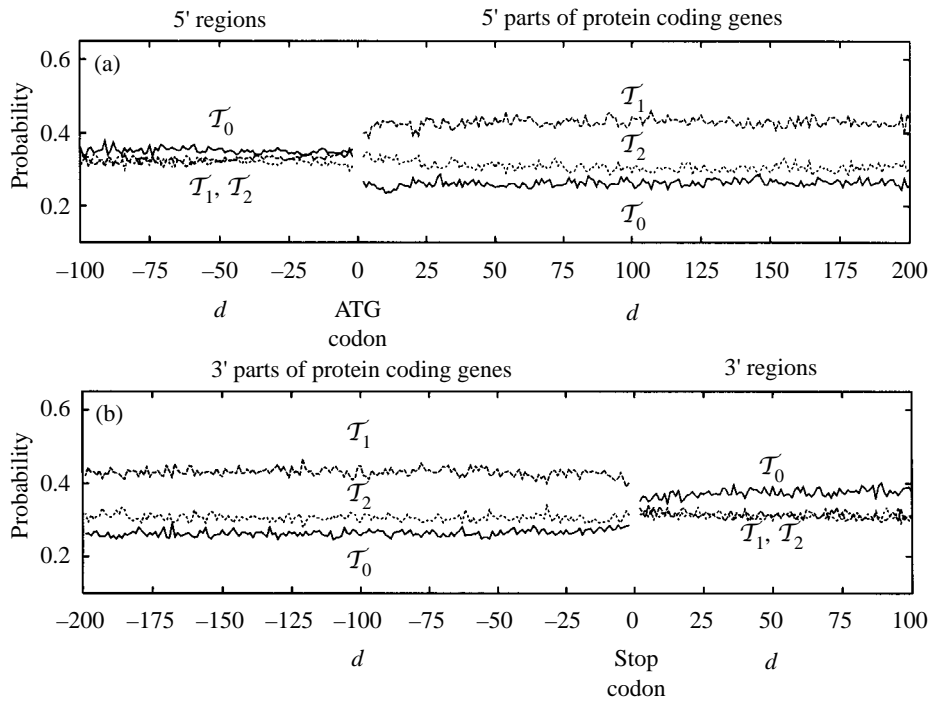 5' regions 5' parts of protein coding genes
(a)
0.6
0.4
0.2
Probability
𝒯0
𝒯1, 𝒯2
𝒯1
𝒯2
𝒯0
–100 –75 –50 –25 0 25 50 75 100 125 150 175 200
d ATG codon d
3' parts of protein coding genes 3' regions
(b)
0.6
0.4
0.2
Probability
𝒯1
𝒯2
𝒯0
𝒯0
𝒯1, 𝒯2
–200 –175 –150 –125 –100 –75 –50 –25 0 25 50 75 100
d Stop codon d